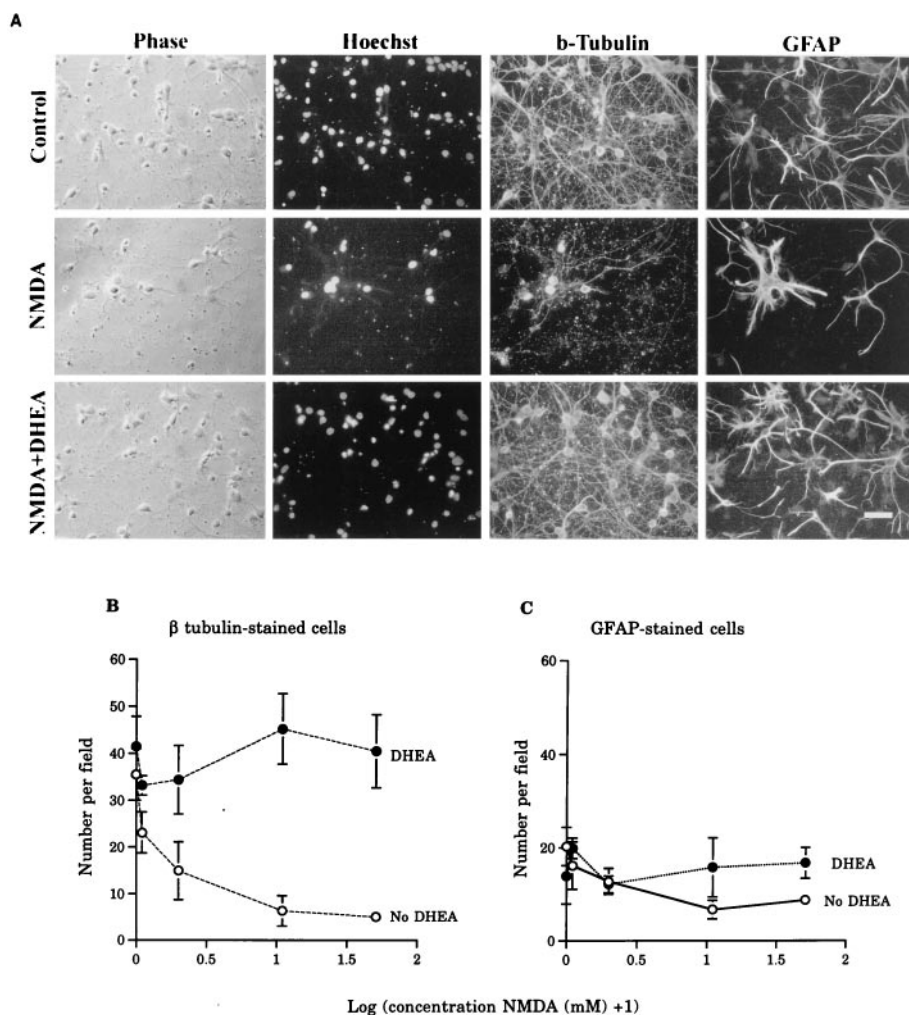 A
Phase Hoechst b-Tubulin GFAP
Control
NMDA
NMDA+DHEA
B
β tubulin-stained cells
Number per field
60
50
40
30
20
10
0
0 0.5 1 1.5 2
DHEA
No DHEA
C
GFAP-stained cells
Number per field
60
40
20
0
0 0.5 1 1.5 2
DHEA
No DHEA
Log (concentration NMDA (mM) +1)